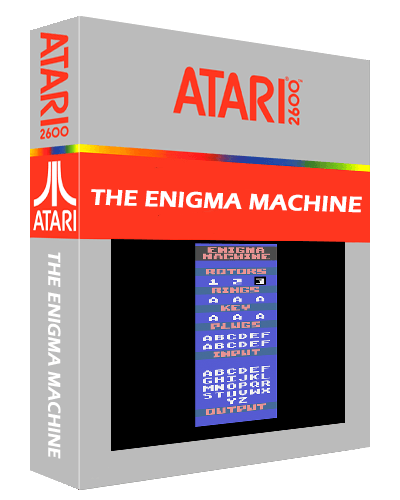 ATARI
2600
ATARI
THE ENIGMA MACHINE
ATARI®™
2600
THE ENIGMA MACHINE
ENIGMA
MACHINE
ROTORS
1 2 3
RINGS
A A A
KEY
A A A
PLUGS
ABCDEF
ABCDEF
INPUT
ABCDEF
GHIJKL
MNOPQR
STUVWX
YZ
OUTPUT